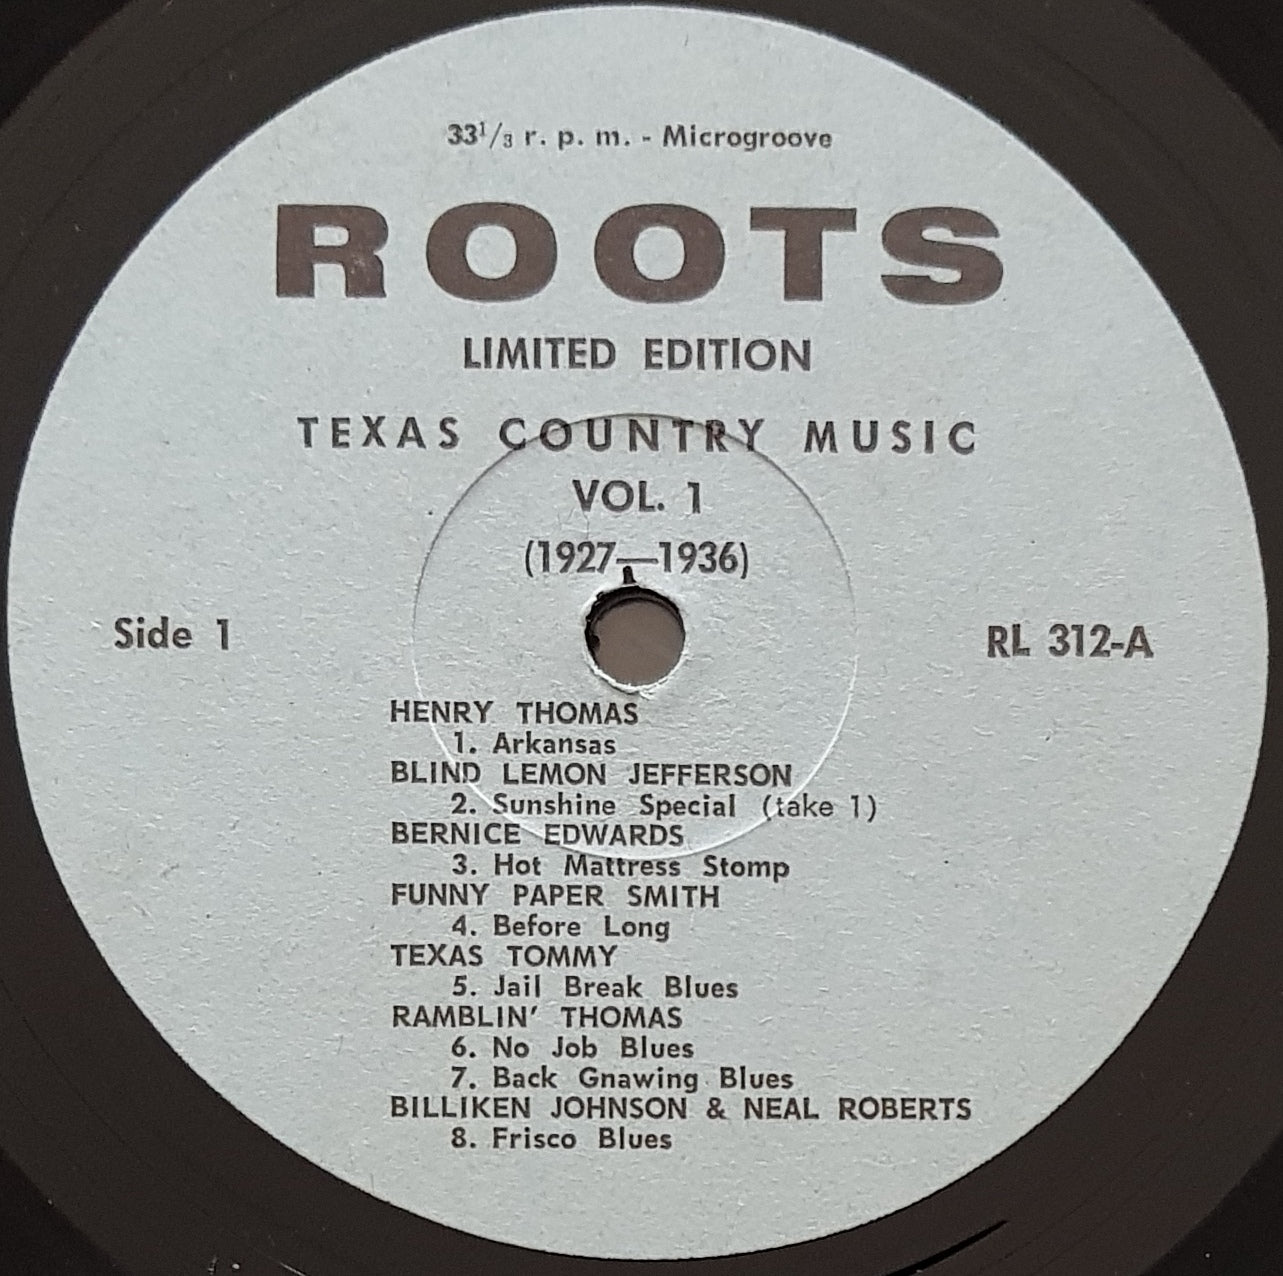 33 1/3 r. p. m. - Microgroove
ROOTS
LIMITED EDITION
TEXAS COUNTRY MUSIC
VOL. 1
(1927—1936)
Side 1
RL 312-A
HENRY THOMAS
1. Arkansas
BLIND LEMON JEFFERSON
2. Sunshine Special (take 1)
BERNICE EDWARDS
3. Hot Mattress Stomp
FUNNY PAPER SMITH
4. Before Long
TEXAS TOMMY
5. Jail Break Blues
RAMBLIN' THOMAS
6. No Job Blues
7. Back Gnawing Blues
BILLIKEN JOHNSON & NEAL ROBERTS
8. Frisco Blues